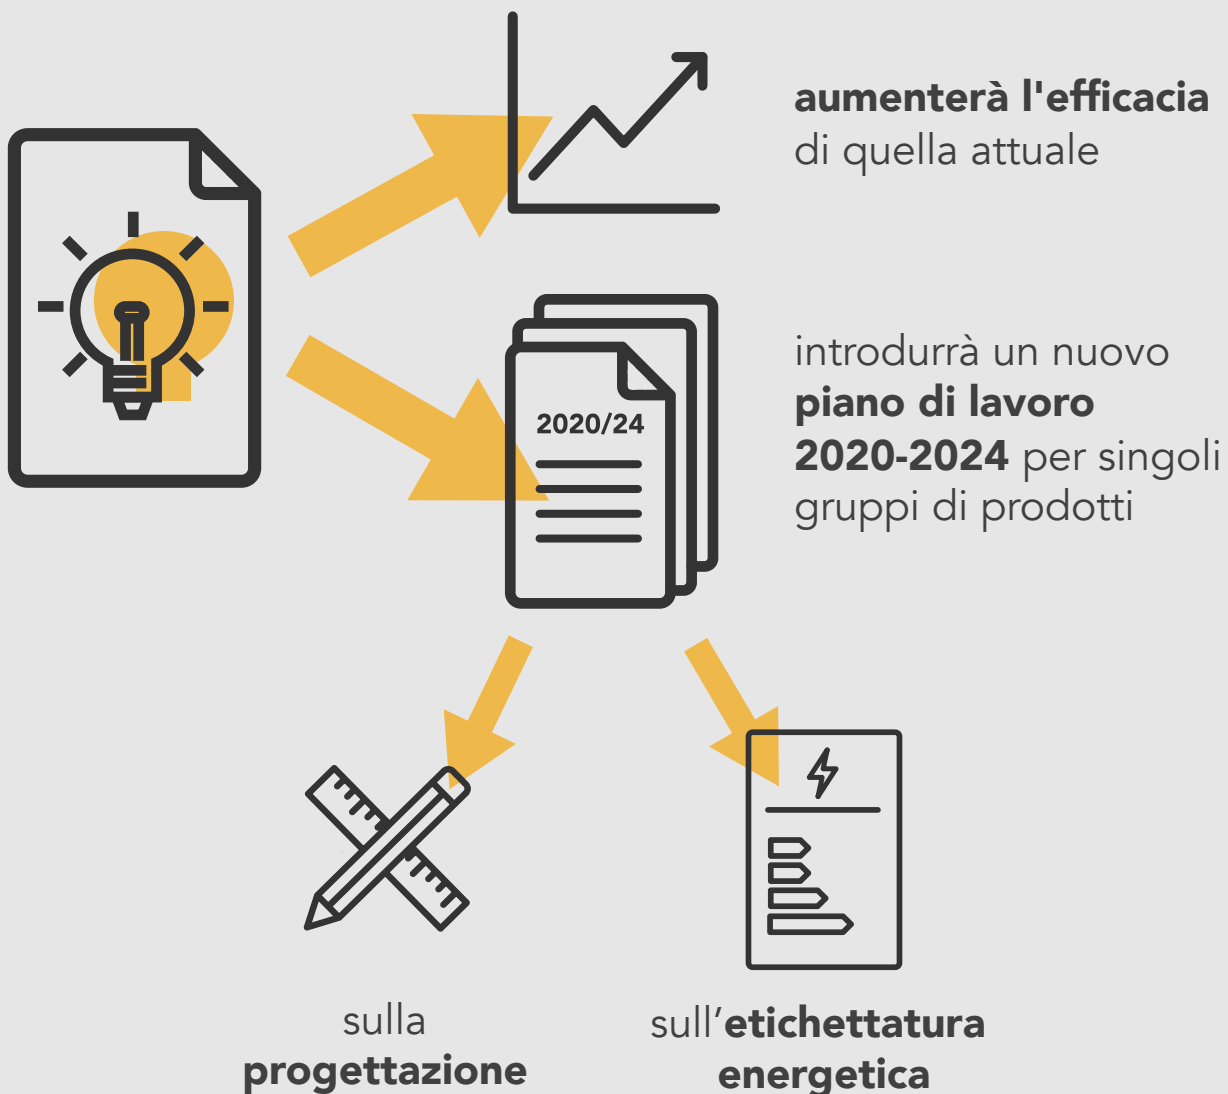 aumenterà l'efficacia
di quella attuale
introdurrà un nuovo
piano di lavoro
2020-2024 per singoli
gruppi di prodotti
2020/24
sulla
progettazione
sull’etichettatura
energetica